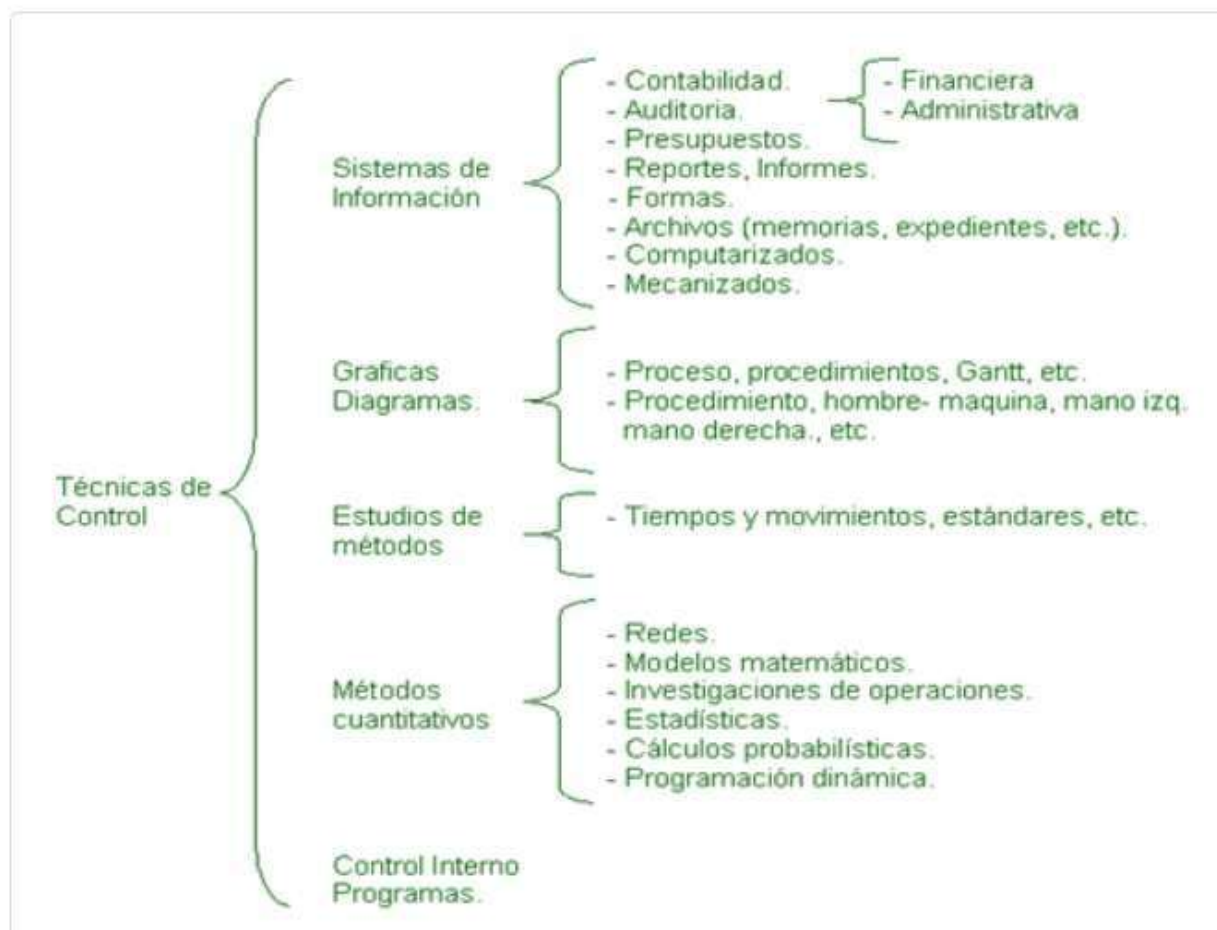 Técnicas de
Control
Sistemas de
Información
- Contabilidad.
- Auditoria.
- Presupuestos.
- Reportes, Informes.
- Formas.
- Archivos (memorias, expedientes, etc.).
- Computarizados.
- Mecanizados.
- Financiera
- Administrativa
Graficas
Diagramas.
- Proceso, procedimientos, Gantt, etc.
- Procedimiento, hombre- maquina, mano izq.
mano derecha., etc.
Estudios de
métodos
- Tiempos y movimientos, estándares, etc.
Métodos
cuantitativos
- Redes.
- Modelos matemáticos.
- Investigaciones de operaciones.
- Estadísticas.
- Cálculos probabilísticas.
- Programación dinámica.
Control Interno
Programas.